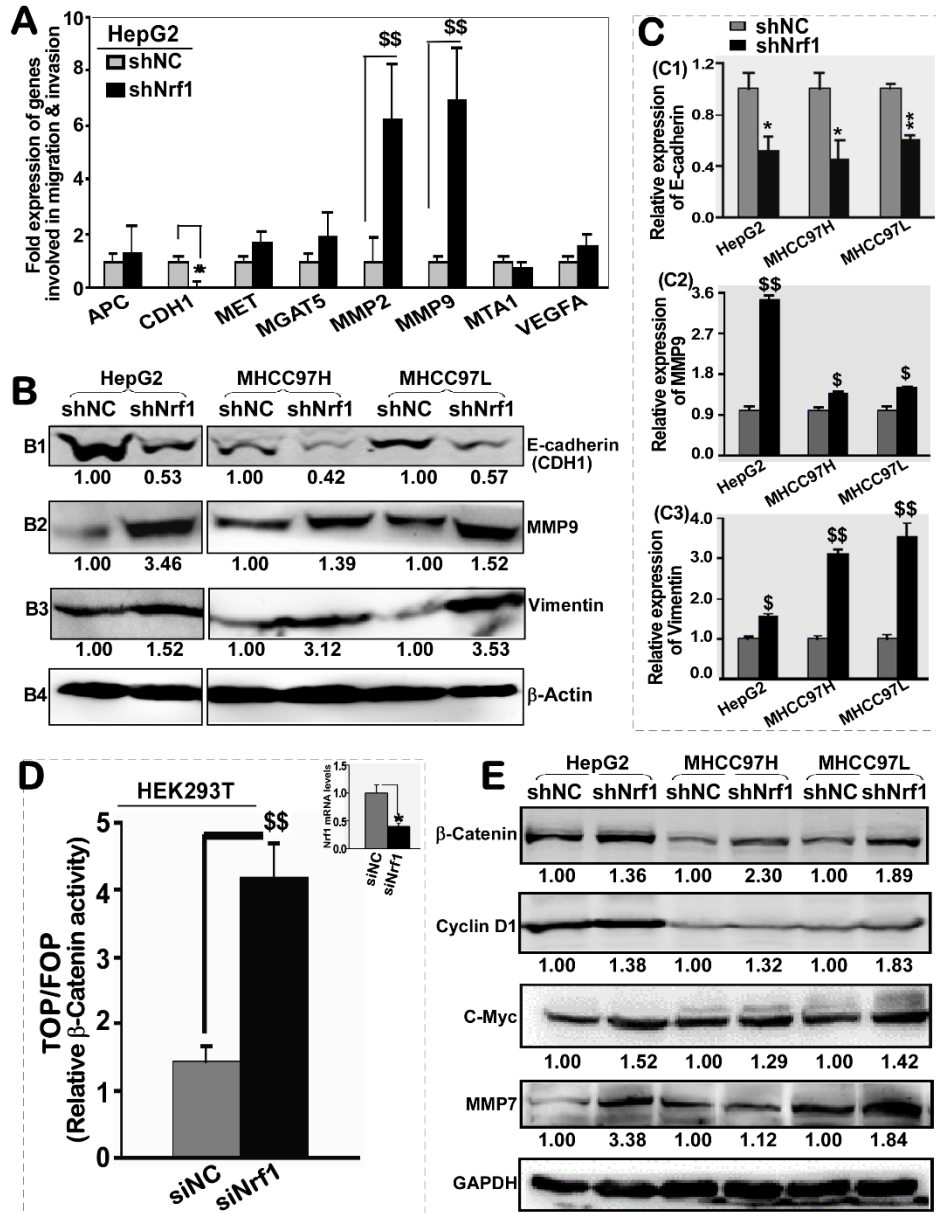 A
HepG2
shNC
shNrf1
Fold expression of genes
involved in migration & invasion
10
8
6
4
2
0
*
$$
$$
APC
CDH1
MET
MGAT5
MMP2
MMP9
MTA1
VEGFA
B
HepG2 MHCC97H MHCC97L
shNC shNrf1 shNC shNrf1 shNC shNrf1
B1
E-cadherin
(CDH1)
1.00 0.53 1.00 0.42 1.00 0.57
B2
MMP9
1.00 3.46 1.00 1.39 1.00 1.52
B3
Vimentin
1.00 1.52 1.00 3.12 1.00 3.53
B4
β-Actin
C
shNC
shNrf1
(C1)
Relative expression
of E-cadherin
1.2
0.8
0.4
0.0
* * **
HepG2
MHCC97H
MHCC97L
(C2)
Relative expression
of MMP9
3.6
2.7
1.8
0.9
0.0
$$ $ $
HepG2
MHCC97H
MHCC97L
(C3)
Relative expression
of Vimentin
4.0
3.0
2.0
1.0
0.0
$ $$ $$
HepG2
MHCC97H
MHCC97L
D
HEK293T
TOP/FOP
(Relative β-Catenin activity)
5
4
3
2
1
0
$$
siNC
siNrf1
Nrf1 mRNA levels
1.5
1.0
0.5
0.0
*
siNC
siNrf1
E
HepG2 MHCC97H MHCC97L
shNC shNrf1 shNC shNrf1 shNC shNrf1
β-Catenin
1.00 1.36 1.00 2.30 1.00 1.89
Cyclin D1
1.00 1.38 1.00 1.32 1.00 1.83
C-Myc
1.00 1.52 1.00 1.29 1.00 1.42
MMP7
1.00 3.38 1.00 1.12 1.00 1.84
GAPDH